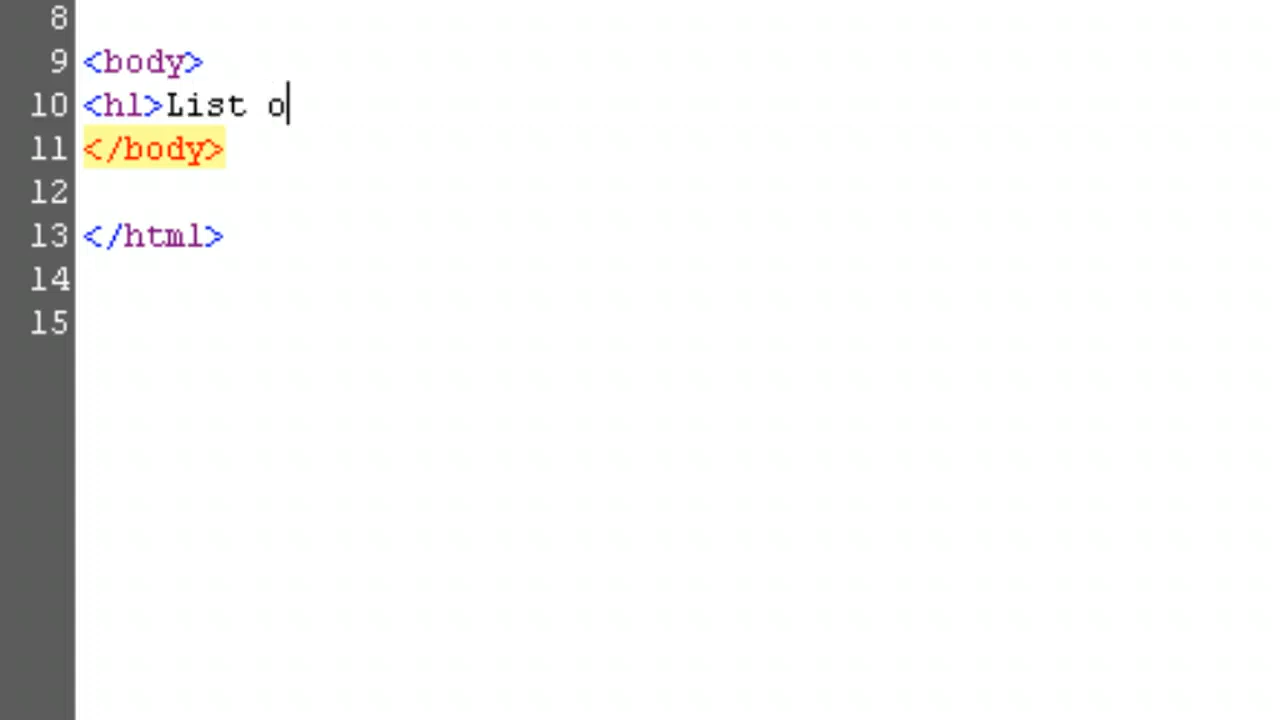 8
9 <body>
10 <h1>List o
11 </body>
12
13 </html>
14
15